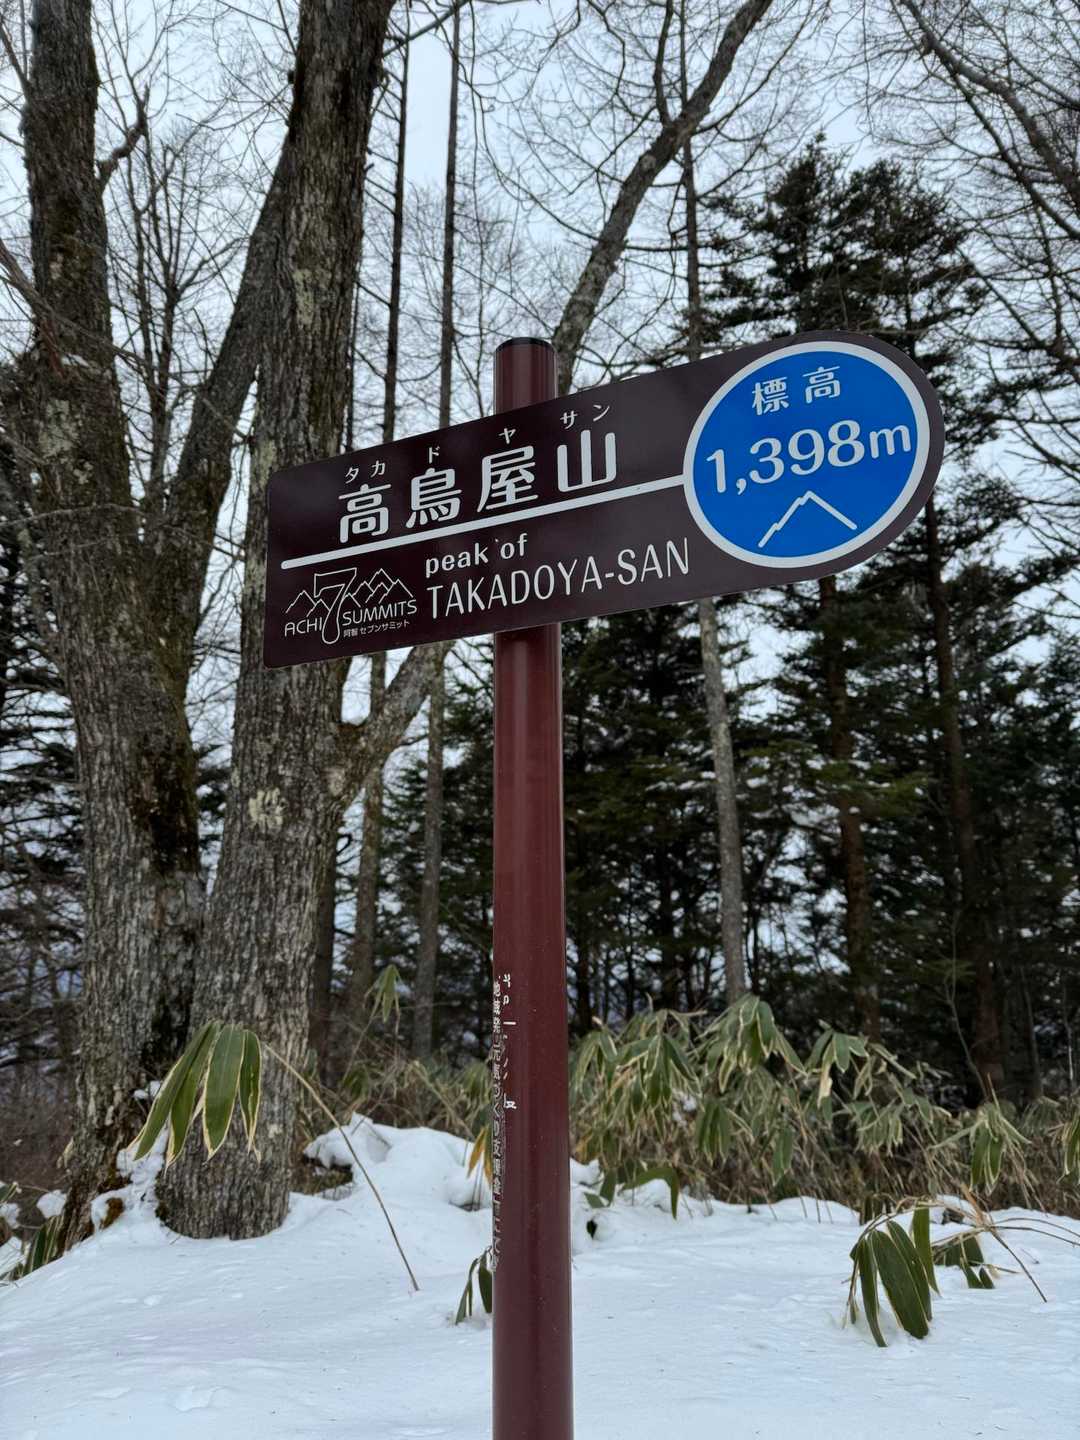 タカドヤサン
高鳥屋山
標高
1,398m
peak of
TAKADOYA-SAN
ACHI 7 SUMMITS
阿智セブンサミット